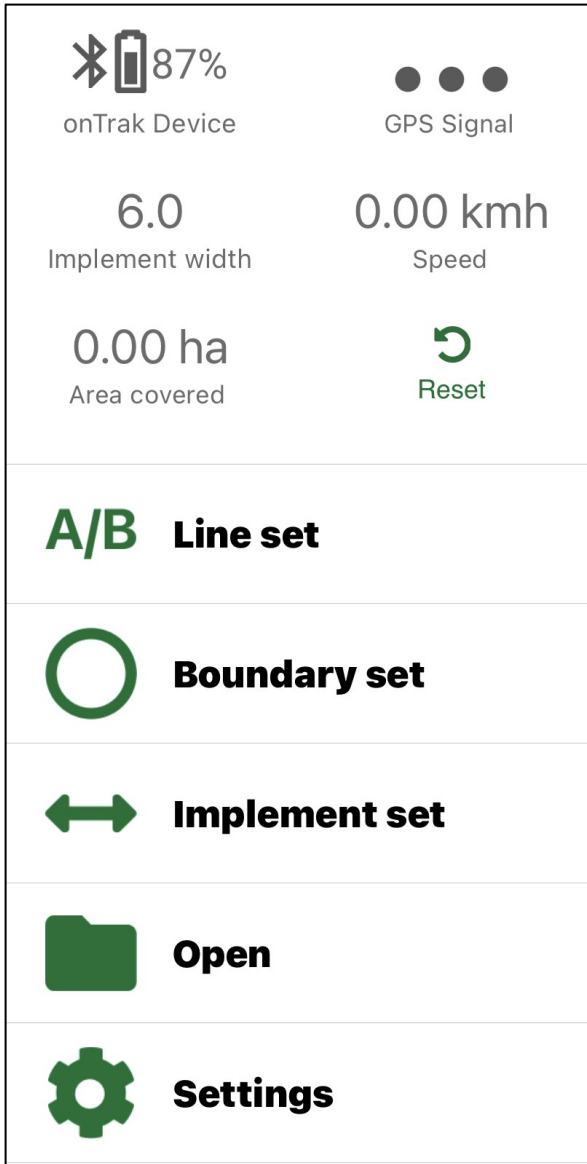 87%
onTrak Device
GPS Signal
6.0
0.00 kmh
Implement width
Speed
0.00 ha
Area covered
Reset
A/B Line set
Boundary set
Implement set
Open
Settings